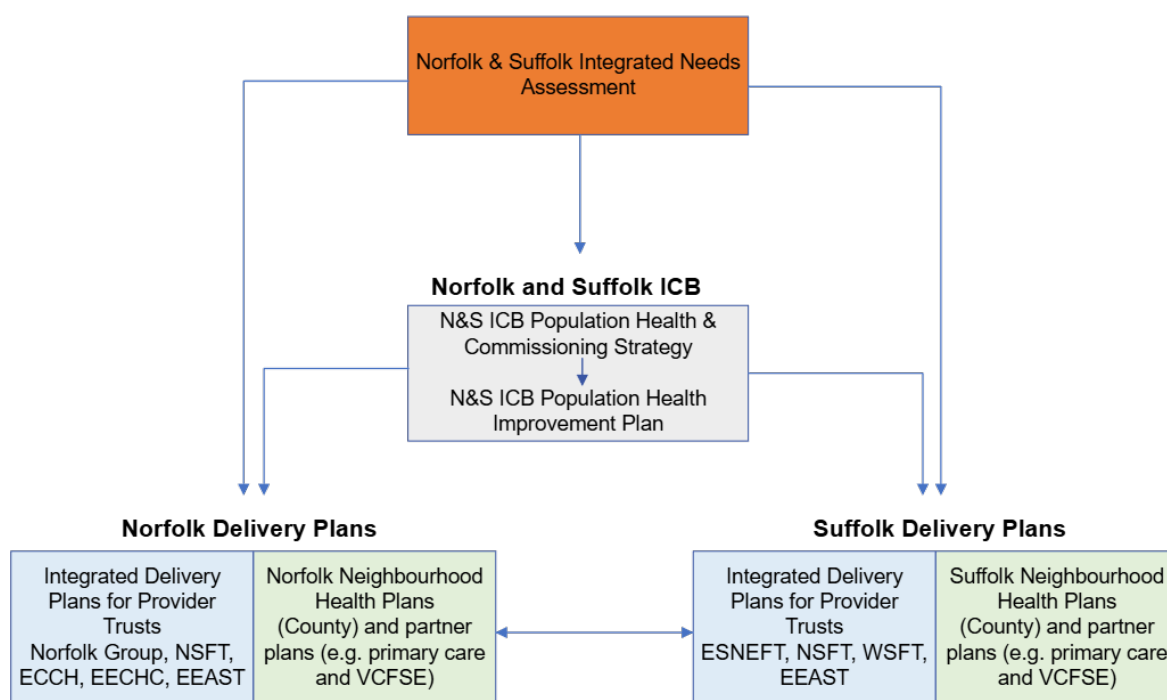 Norfolk & Suffolk Integrated Needs
Assessment
Norfolk and Suffolk ICB
N&S ICB Population Health &
Commissioning Strategy
N&S ICB Population Health
Improvement Plan
Norfolk Delivery Plans
Integrated Delivery
Plans for Provider
Trusts
Norfolk Group, NSFT,
ECCH, EECHC, EEAST
Norfolk Neighbourhood
Health Plans
(County) and partner
plans (e.g. primary care
and VCFSE)
Suffolk Delivery Plans
Integrated Delivery
Plans for Provider
Trusts
ESNEFT, NSFT, WSFT,
EEAST
Suffolk Neighbourhood
Health Plans
(County) and partner
plans (e.g. primary care
and VCFSE)